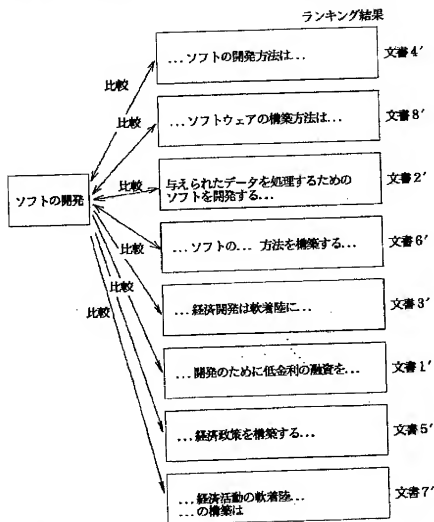 ランキング結果
...ソフトの開発方法は...
文書4′
比較
比較
...ソフトウェアの構築方法は...
文書8′
ソフトの開発
比較
与えられたデータを処理するための
ソフトを開発する...
文書2′
比較
...ソフトの... 方法を構築する...
文書6′
比較
...経済開発は軟着陸に...
文書3′
比較
比較
...開発のために低金利の融資を...
文書1′
...経済政策を構築する...
文書5′
...経済活動の軟着陸...
...の構築は
文書7′